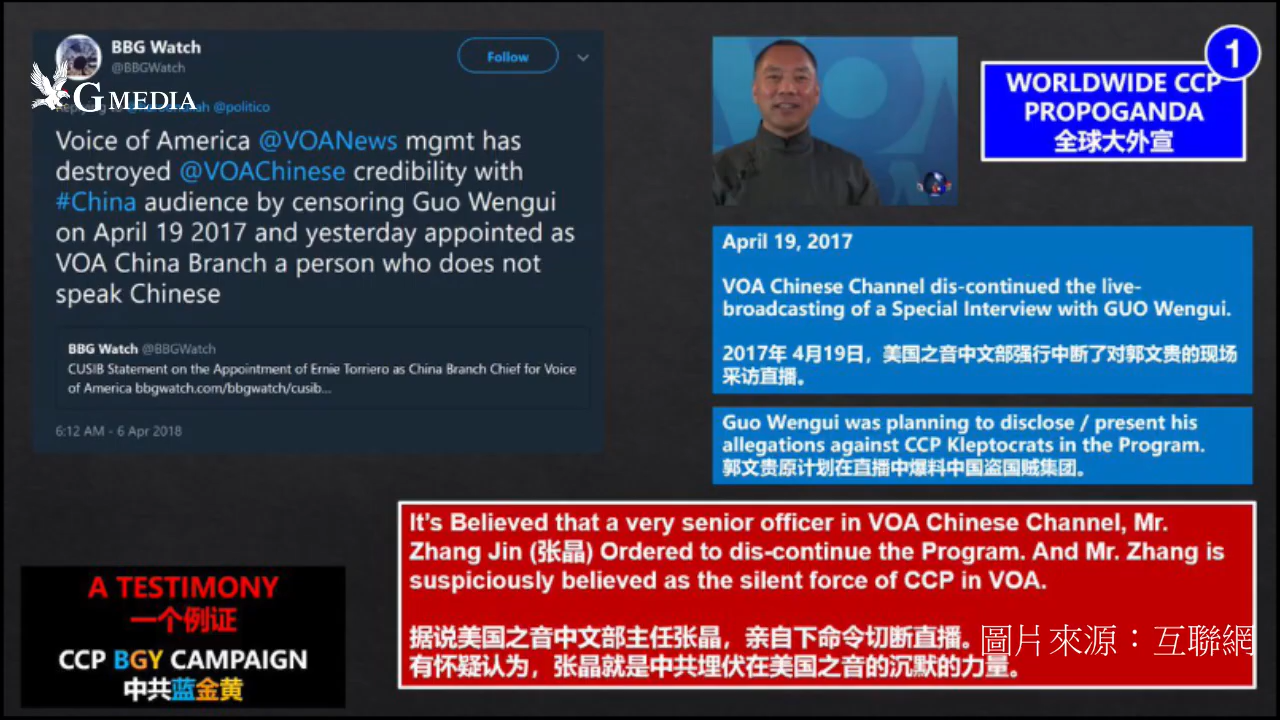 BBG Watch
@BBGWatch
Follow
G MEDIA
@politico
Voice of America @VOANews mgmt has
destroyed @VOAChinese credibility with
#China audience by censoring Guo Wengui
on April 19 2017 and yesterday appointed as
VOA China Branch a person who does not
speak Chinese
BBG Watch @BBGWatch
CUSIB Statement on the Appointment of Ernie Torriero as China Branch Chief for Voice
of America bbgwatch.com/bbgwatch/cusib...
6:12 AM - 6 Apr 2018
1
WORLDWIDE CCP
PROPOGANDA
全球大外宣
April 19, 2017
VOA Chinese Channel dis-continued the live-
broadcasting of a Special Interview with GUO Wengui.
2017年 4月19日，美国之音中文部强行中断了对郭文贵的现场
采访直播。
Guo Wengui was planning to disclose / present his
allegations against CCP Kleptocrats in the Program.
郭文贵原计划在直播中爆料中国盗国贼集团。
It's Believed that a very senior officer in VOA Chinese Channel, Mr.
Zhang Jin (张晶) Ordered to dis-continue the Program. And Mr. Zhang is
suspiciously believed as the silent force of CCP in VOA.
据说美国之音中文部主任张晶，亲自下命令切断直播。
有怀疑认为，张晶就是中共埋伏在美国之音的沉默的力量。
圖片來源：互聯網
A TESTIMONY
一个例证
CCP BGY CAMPAIGN
中共蓝金黄